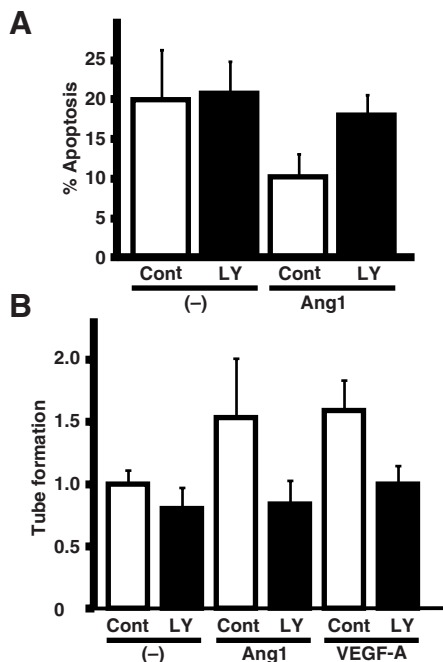 A
% Apoptosis
25
20
15
10
5
0
Cont LY Cont LY
(–) Ang1
B
Tube formation
2.0
1.5
1.0
0.5
0
Cont LY Cont LY Cont LY
(–) Ang1 VEGF-A